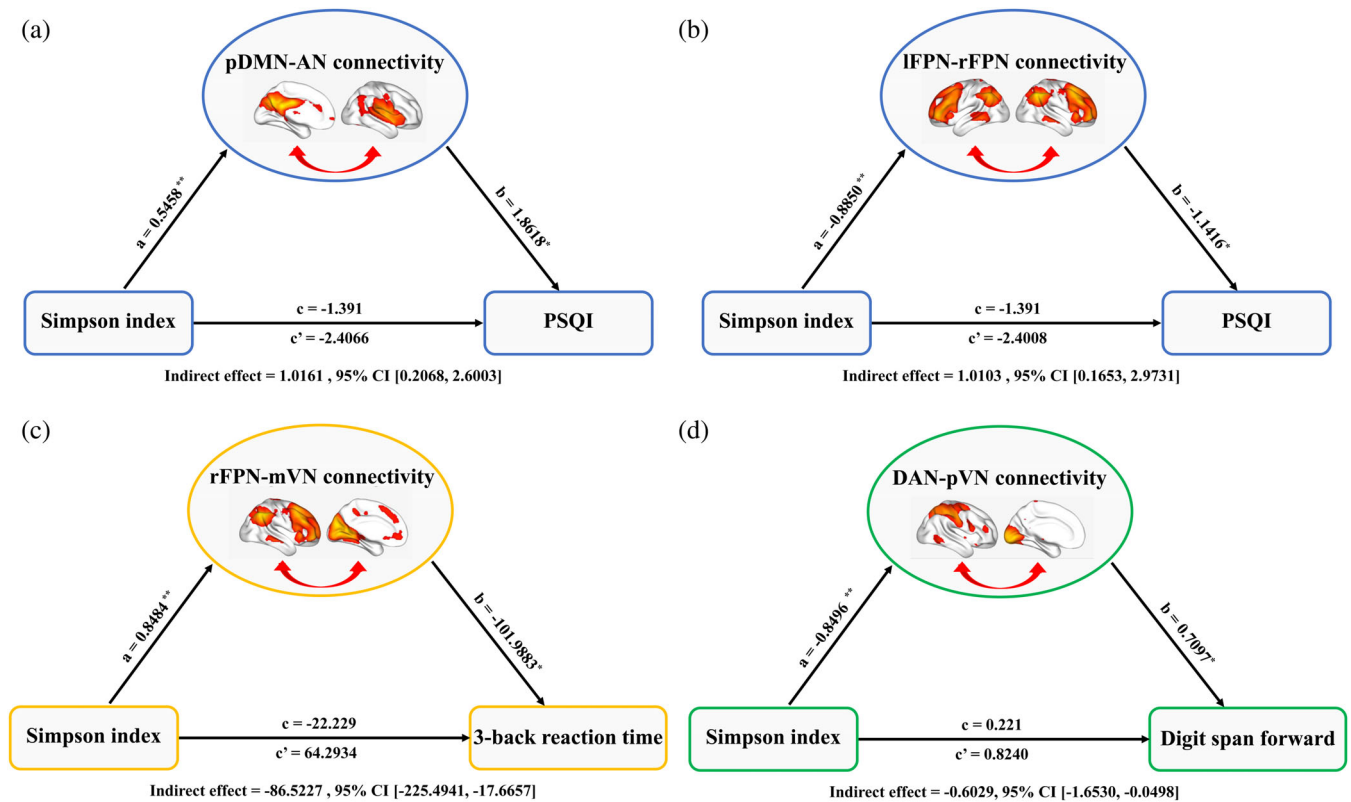 (a)
pDMN-AN connectivity
a = 0.5458 **
b = 1.8618*
Simpson index
c = -1.391
c’ = -2.4066
PSQI
Indirect effect = 1.0161 , 95% CI [0.2068, 2.6003]
(b)
lFPN-rFPN connectivity
a = -0.8850 **
b = -1.1416*
Simpson index
c = -1.391
c’ = -2.4008
PSQI
Indirect effect = 1.0103, 95% CI [0.1653, 2.9731]
(c)
rFPN-mVN connectivity
a = 0.8484 **
b = -101.9883*
Simpson index
c = -22.229
c’ = 64.2934
3-back reaction time
Indirect effect = -86.5227 , 95% CI [-225.4941, -17.6657]
(d)
DAN-pVN connectivity
a = -0.8496 **
b = 0.7097*
Simpson index
c = 0.221
c’ = 0.8240
Digit span forward
Indirect effect = -0.6029, 95% CI [-1.6530, -0.0498]